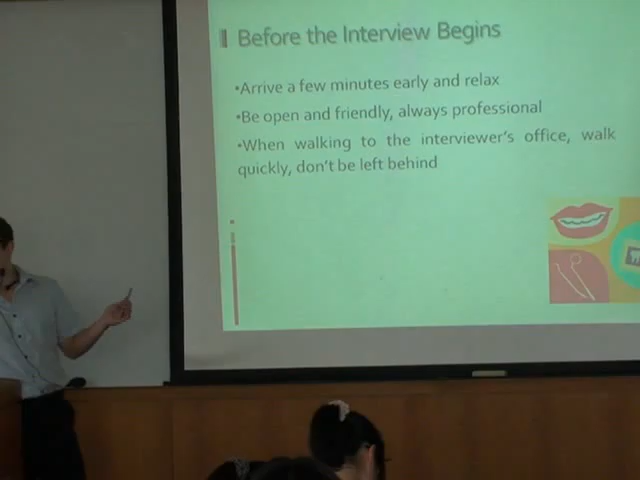 Before the Interview Begins
•Arrive a few minutes early and relax
•Be open and friendly, always professional
•When walking to the interviewer's office, walk
quickly, don't be left behind